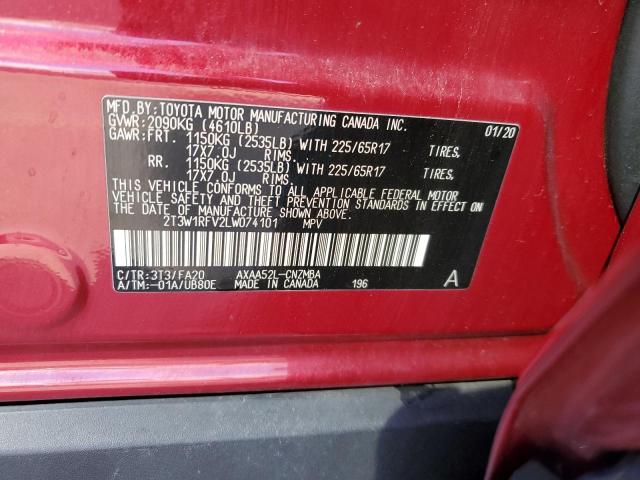 MFD.BY:TOYOTA MOTOR MANUFACTURING CANADA INC. 01/20
GVWR:2090KG (4610LB)
GAWR:FRT. 1150KG (2535LB) WITH 225/65R17 TIRES,
17X7.0J RIMS.
RR. 1150KG (2535LB) WITH 225/65R17 TIRES,
17X7.0J RIMS.
THIS VEHICLE CONFORMS TO ALL APPLICABLE FEDERAL MOTOR
VEHICLE SAFETY AND THEFT PREVENTION STANDARDS IN EFFECT ON
THE DATE OF MANUFACTURE SHOWN ABOVE.
2T3W1RFV2LW074101 MPV
C/TR:3T3/FA20 AXAA52L-CNZMBA A
A/TM:-01A/UB80E MADE IN CANADA 196